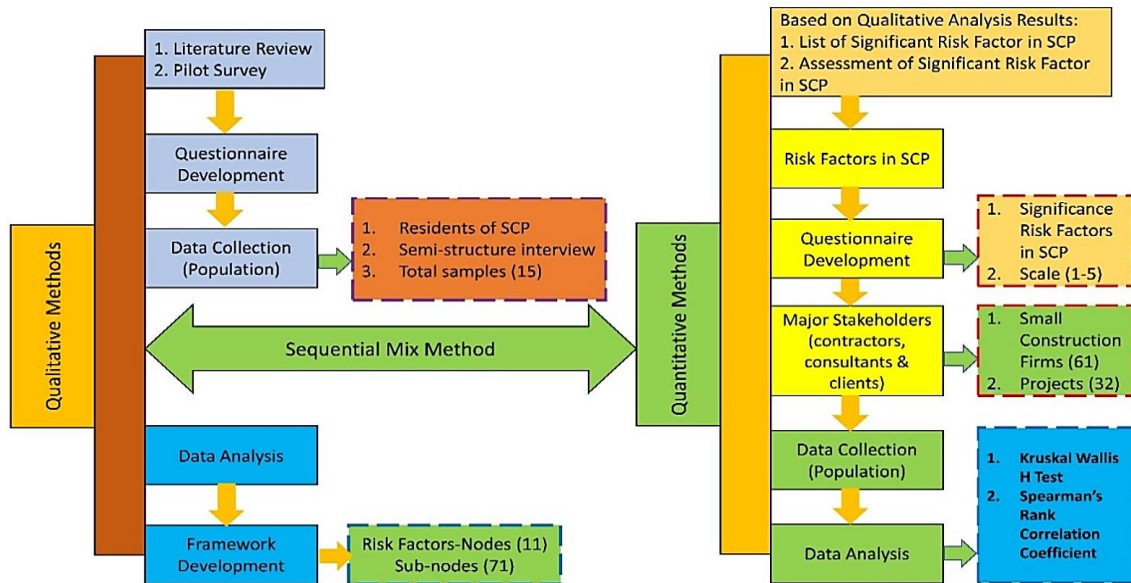 Qualitative Methods
1. Literature Review
2. Pilot Survey
Questionnaire
Development
Data Collection
(Population)
1. Residents of SCP
2. Semi-structure interview
3. Total samples (15)
Sequential Mix Method
Data Analysis
Framework
Development
Risk Factors-Nodes (11)
Sub-nodes (71)
Quantitative Methods
Based on Qualitative Analysis Results:
1. List of Significant Risk Factor in SCP
2. Assessment of Significant Risk Factor
in SCP
Risk Factors in SCP
Questionnaire
Development
1. Significance
Risk Factors
in SCP
2. Scale (1-5)
Major Stakeholders
(contractors,
consultants &
clients)
1. Small
Construction
Firms (61)
2. Projects (32)
Data Collection
(Population)
Data Analysis
1. Kruskal Wallis
H Test
2. Spearman's
Rank
Correlation
Coefficient